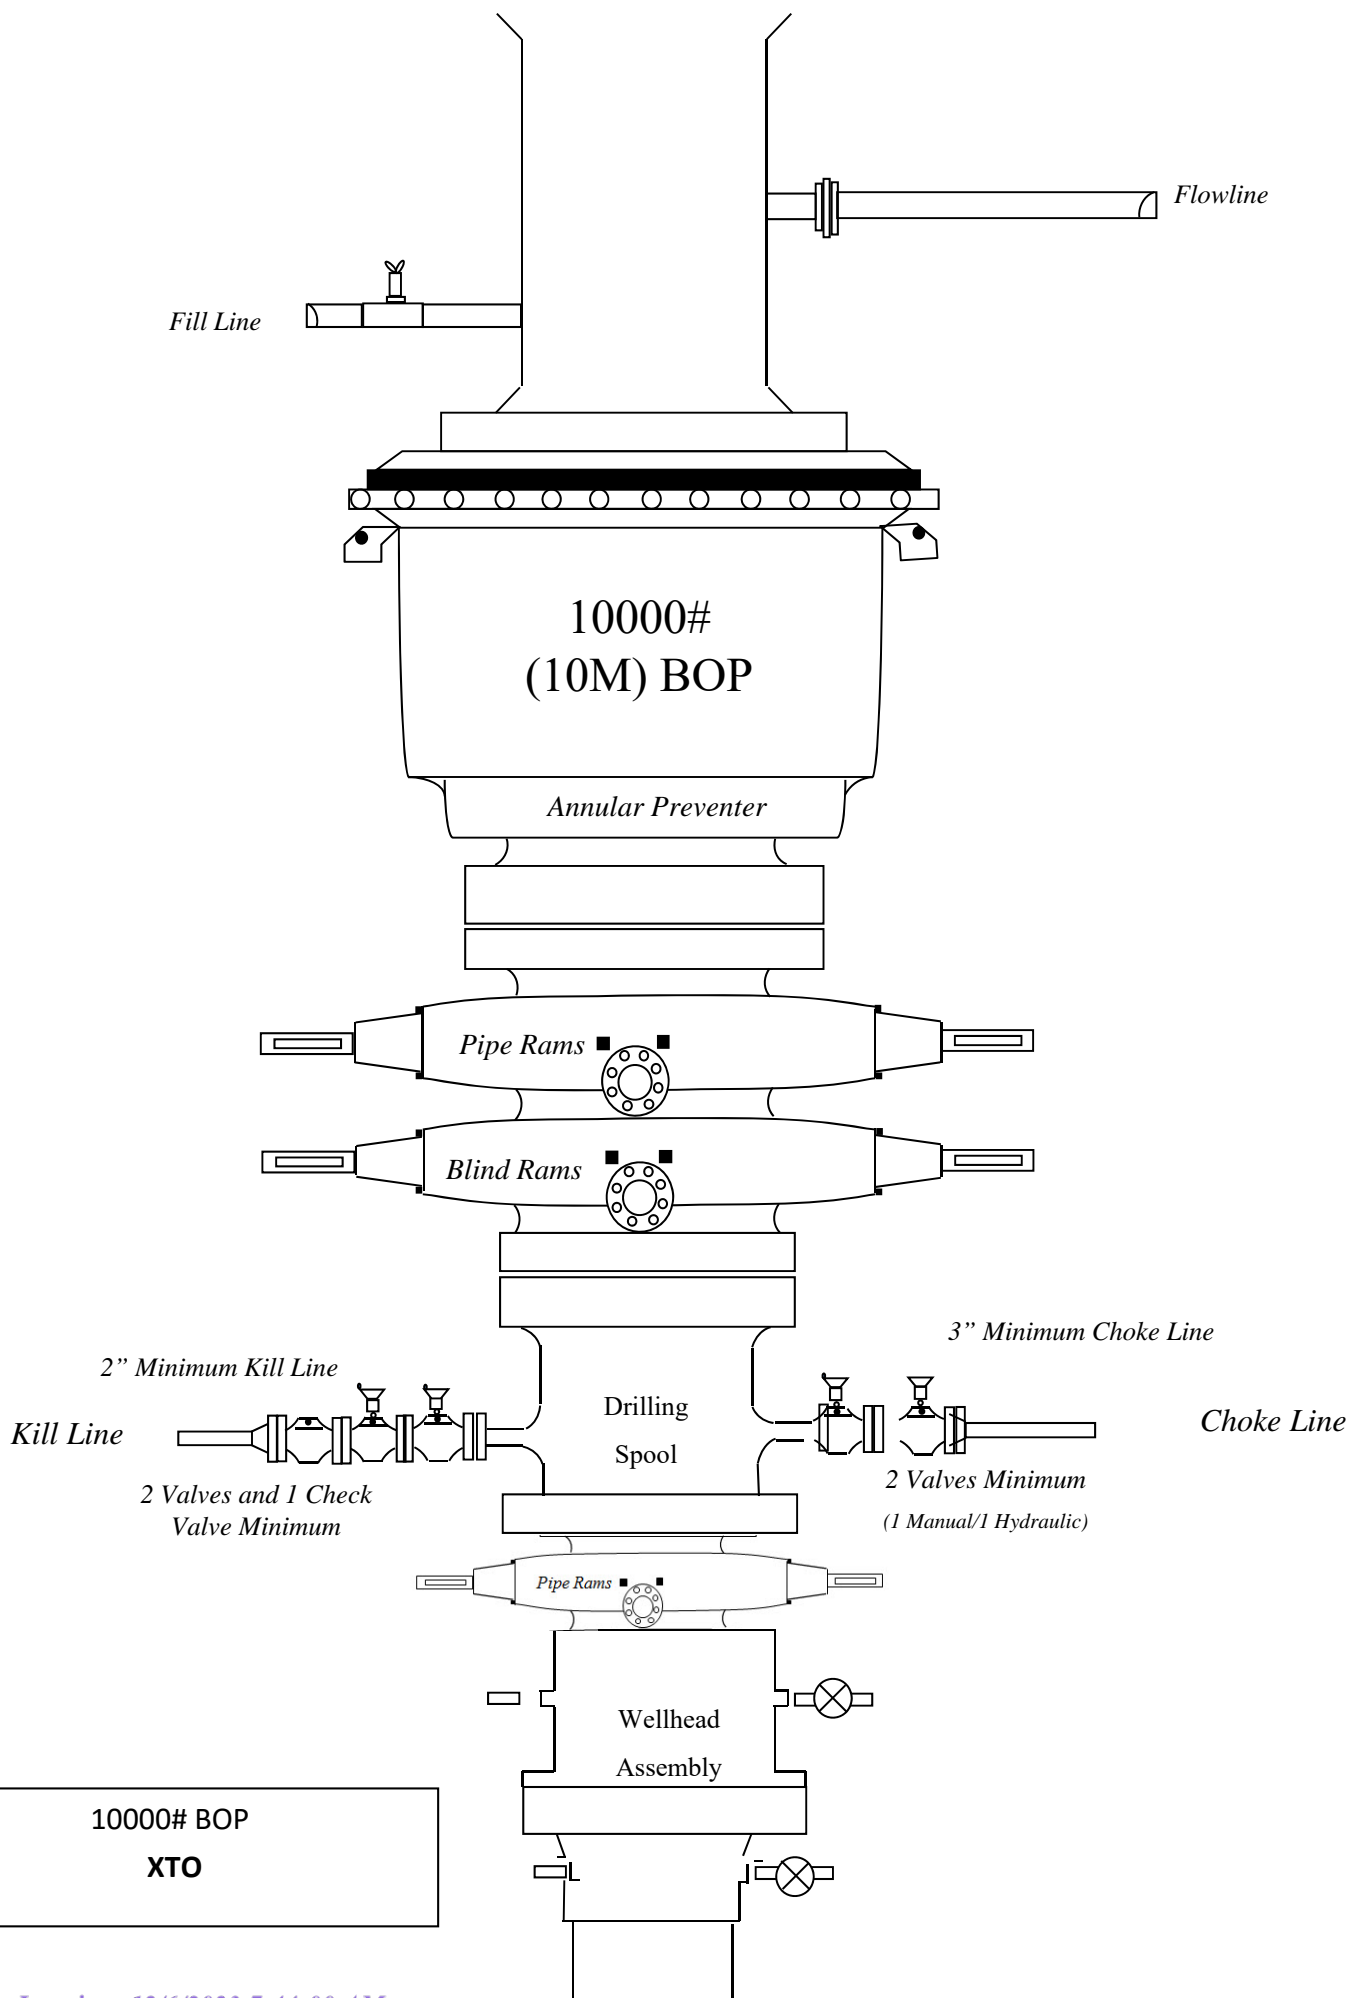 Flowline
Fill Line
10000#
(10M) BOP
Annular Preventer
Pipe Rams
Blind Rams
3” Minimum Choke Line
2” Minimum Kill Line
Drilling
Spool
Kill Line
Choke Line
2 Valves and 1 Check
Valve Minimum
2 Valves Minimum
(1 Manual/1 Hydraulic)
Pipe Rams
Wellhead
Assembly
10000# BOP
XTO